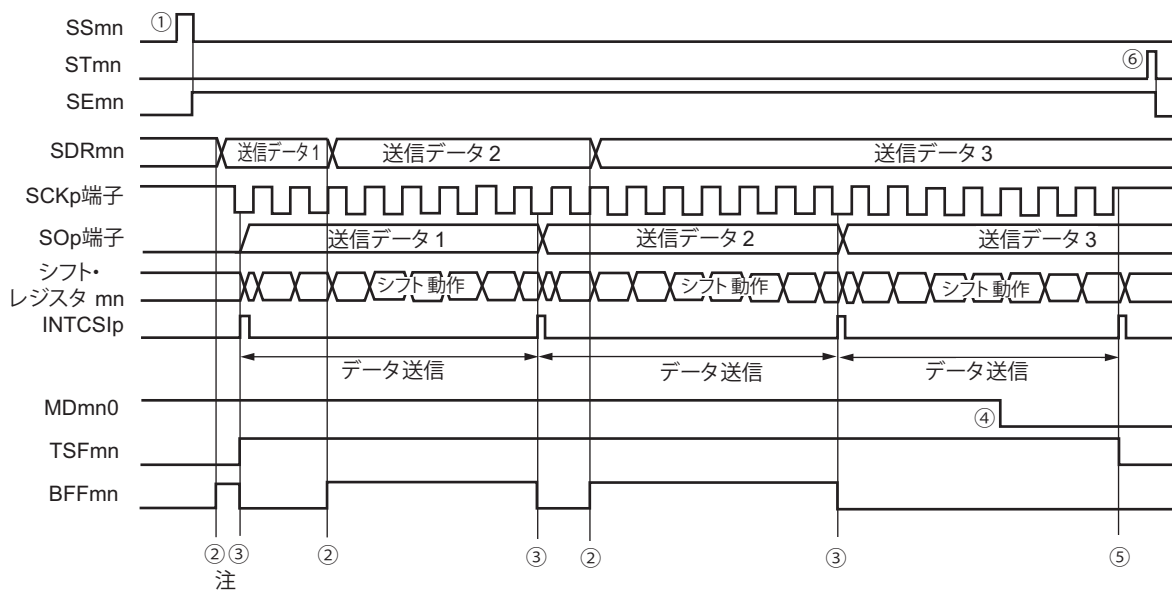 SSmn ①
STmn ⑥
SEmn
SDRmn 送信データ1 送信データ2 送信データ3
SCKp端子
SOp端子 送信データ1 送信データ2 送信データ3
シフト・
レジスタ mn シフト動作 シフト動作 シフト動作
INTCSIp
データ送信 データ送信 データ送信
MDmn0 ④
TSFmn
BFFmn
②③ ② ③ ② ③ ⑤
注